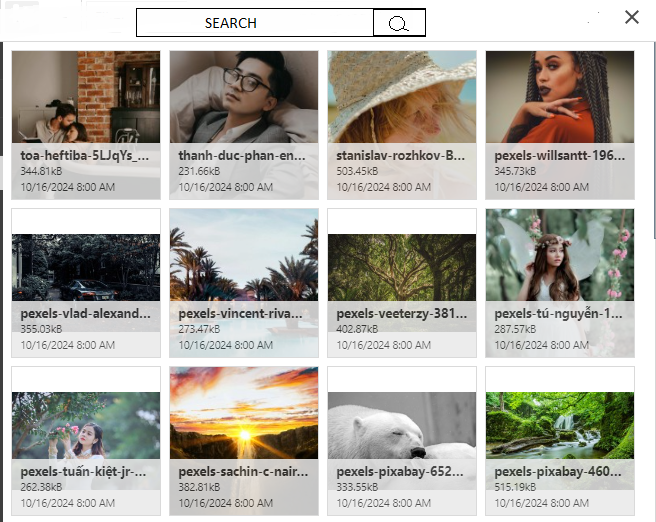 SEARCH
toa-heftiba-5LJqYs_...
344.81kB
10/16/2024 8:00 AM
thanh-duc-phan-en...
231.66kB
10/16/2024 8:00 AM
stanislav-rozhkov-B...
503.45kB
10/16/2024 8:00 AM
pexels-willsantt-196...
345.73kB
10/16/2024 8:00 AM
pexels-vlad-alexand...
355.03kB
10/16/2024 8:00 AM
pexels-vincent-riva...
273.47kB
10/16/2024 8:00 AM
pexels-veeterzy-381...
402.87kB
10/16/2024 8:00 AM
pexels-tú-nguyễn-1...
287.57kB
10/16/2024 8:00 AM
pexels-tuấn-kiệt-jr-...
262.38kB
10/16/2024 8:00 AM
pexels-sachin-c-nair...
382.81kB
10/16/2024 8:00 AM
pexels-pixabay-652...
333.55kB
10/16/2024 8:00 AM
pexels-pixabay-460...
515.19kB
10/16/2024 8:00 AM